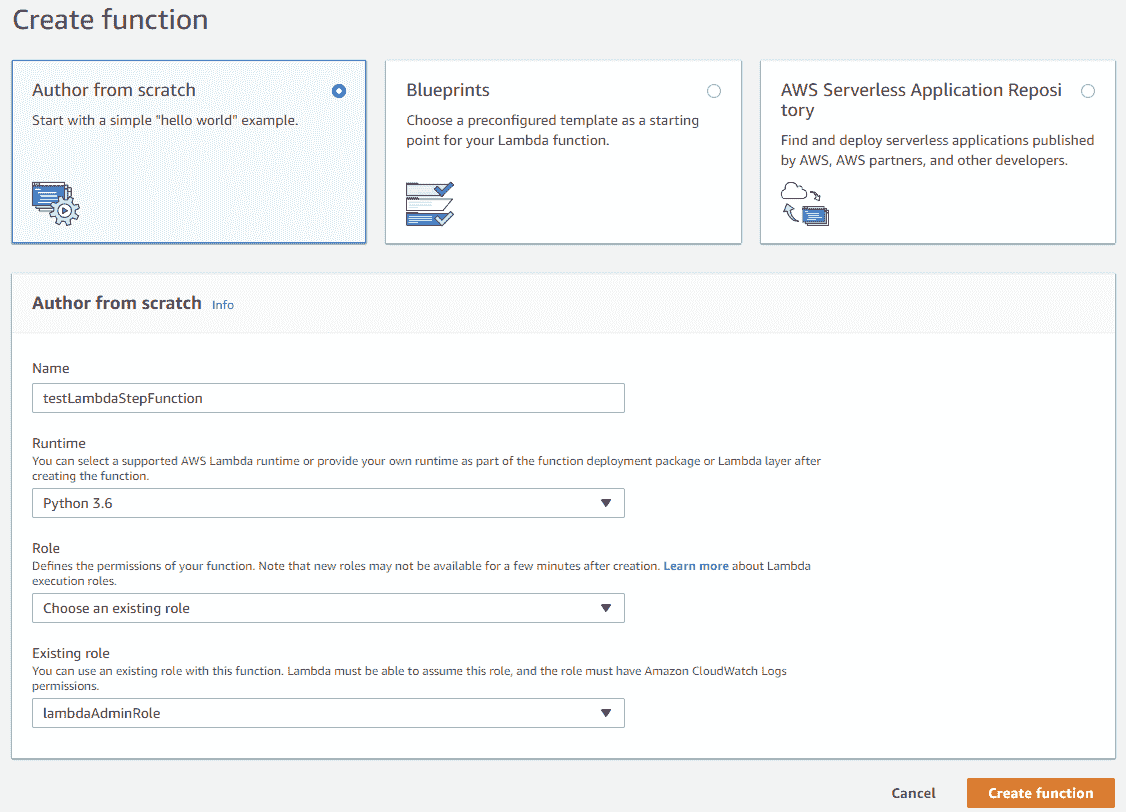 Create function
Author from scratch
Start with a simple "hello world" example.
Blueprints
Choose a preconfigured template as a starting
point for your Lambda function.
AWS Serverless Application Reposi
tory
Find and deploy serverless applications published
by AWS, AWS partners, and other developers.
Author from scratch Info
Name
testLambdaStepFunction
Runtime
You can select a supported AWS Lambda runtime or provide your own runtime as part of the function deployment package or Lambda layer after
creating the function.
Python 3.6
Role
Defines the permissions of your function. Note that new roles may not be available for a few minutes after creation. Learn more about Lambda
execution roles.
Choose an existing role
Existing role
You can use an existing role with this function. Lambda must be able to assume this role, and the role must have Amazon CloudWatch Logs
permissions.
lambdaAdminRole
Cancel Create function